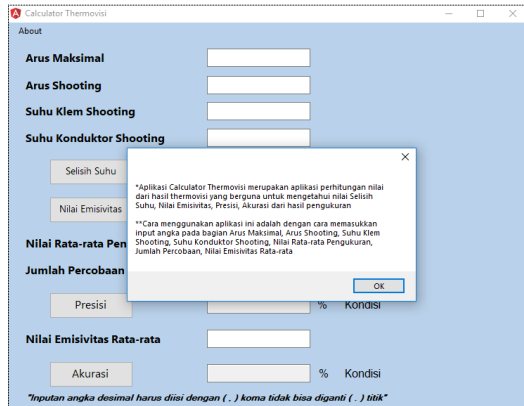 Calculator Thermovisi
About
Arus Maksimal
Arus Shooting
Suhu Klem Shooting
Suhu Konduktor Shooting
Selisih Suhu
*Aplikasi Calculator Thermovisi merupakan aplikasi perhitungan nilai
dari hasil thermovisi yang berguna untuk mengetahui nilai Selisih
Suhu, Nilai Emisivitas, Presisi, Akurasi dari hasil pengukuran
Nilai Emisivitas
**Cara menggunakan aplikasi ini adalah dengan cara memasukkan
input angka pada bagian Arus Maksimal, Arus Shooting, Suhu Klem
Shooting, Suhu Konduktor Shooting, Nilai Rata-rata Pengukuran,
Jumlah Percobaan, Nilai Emisivitas Rata-rata
Nilai Rata-rata Pen
Jumlah Percobaan
OK
Presisi % Kondisi
Nilai Emisivitas Rata-rata
Akurasi % Kondisi
"Inputan angka desimal harus diisi dengan ( , ) koma tidak bisa diganti ( . ) titik"